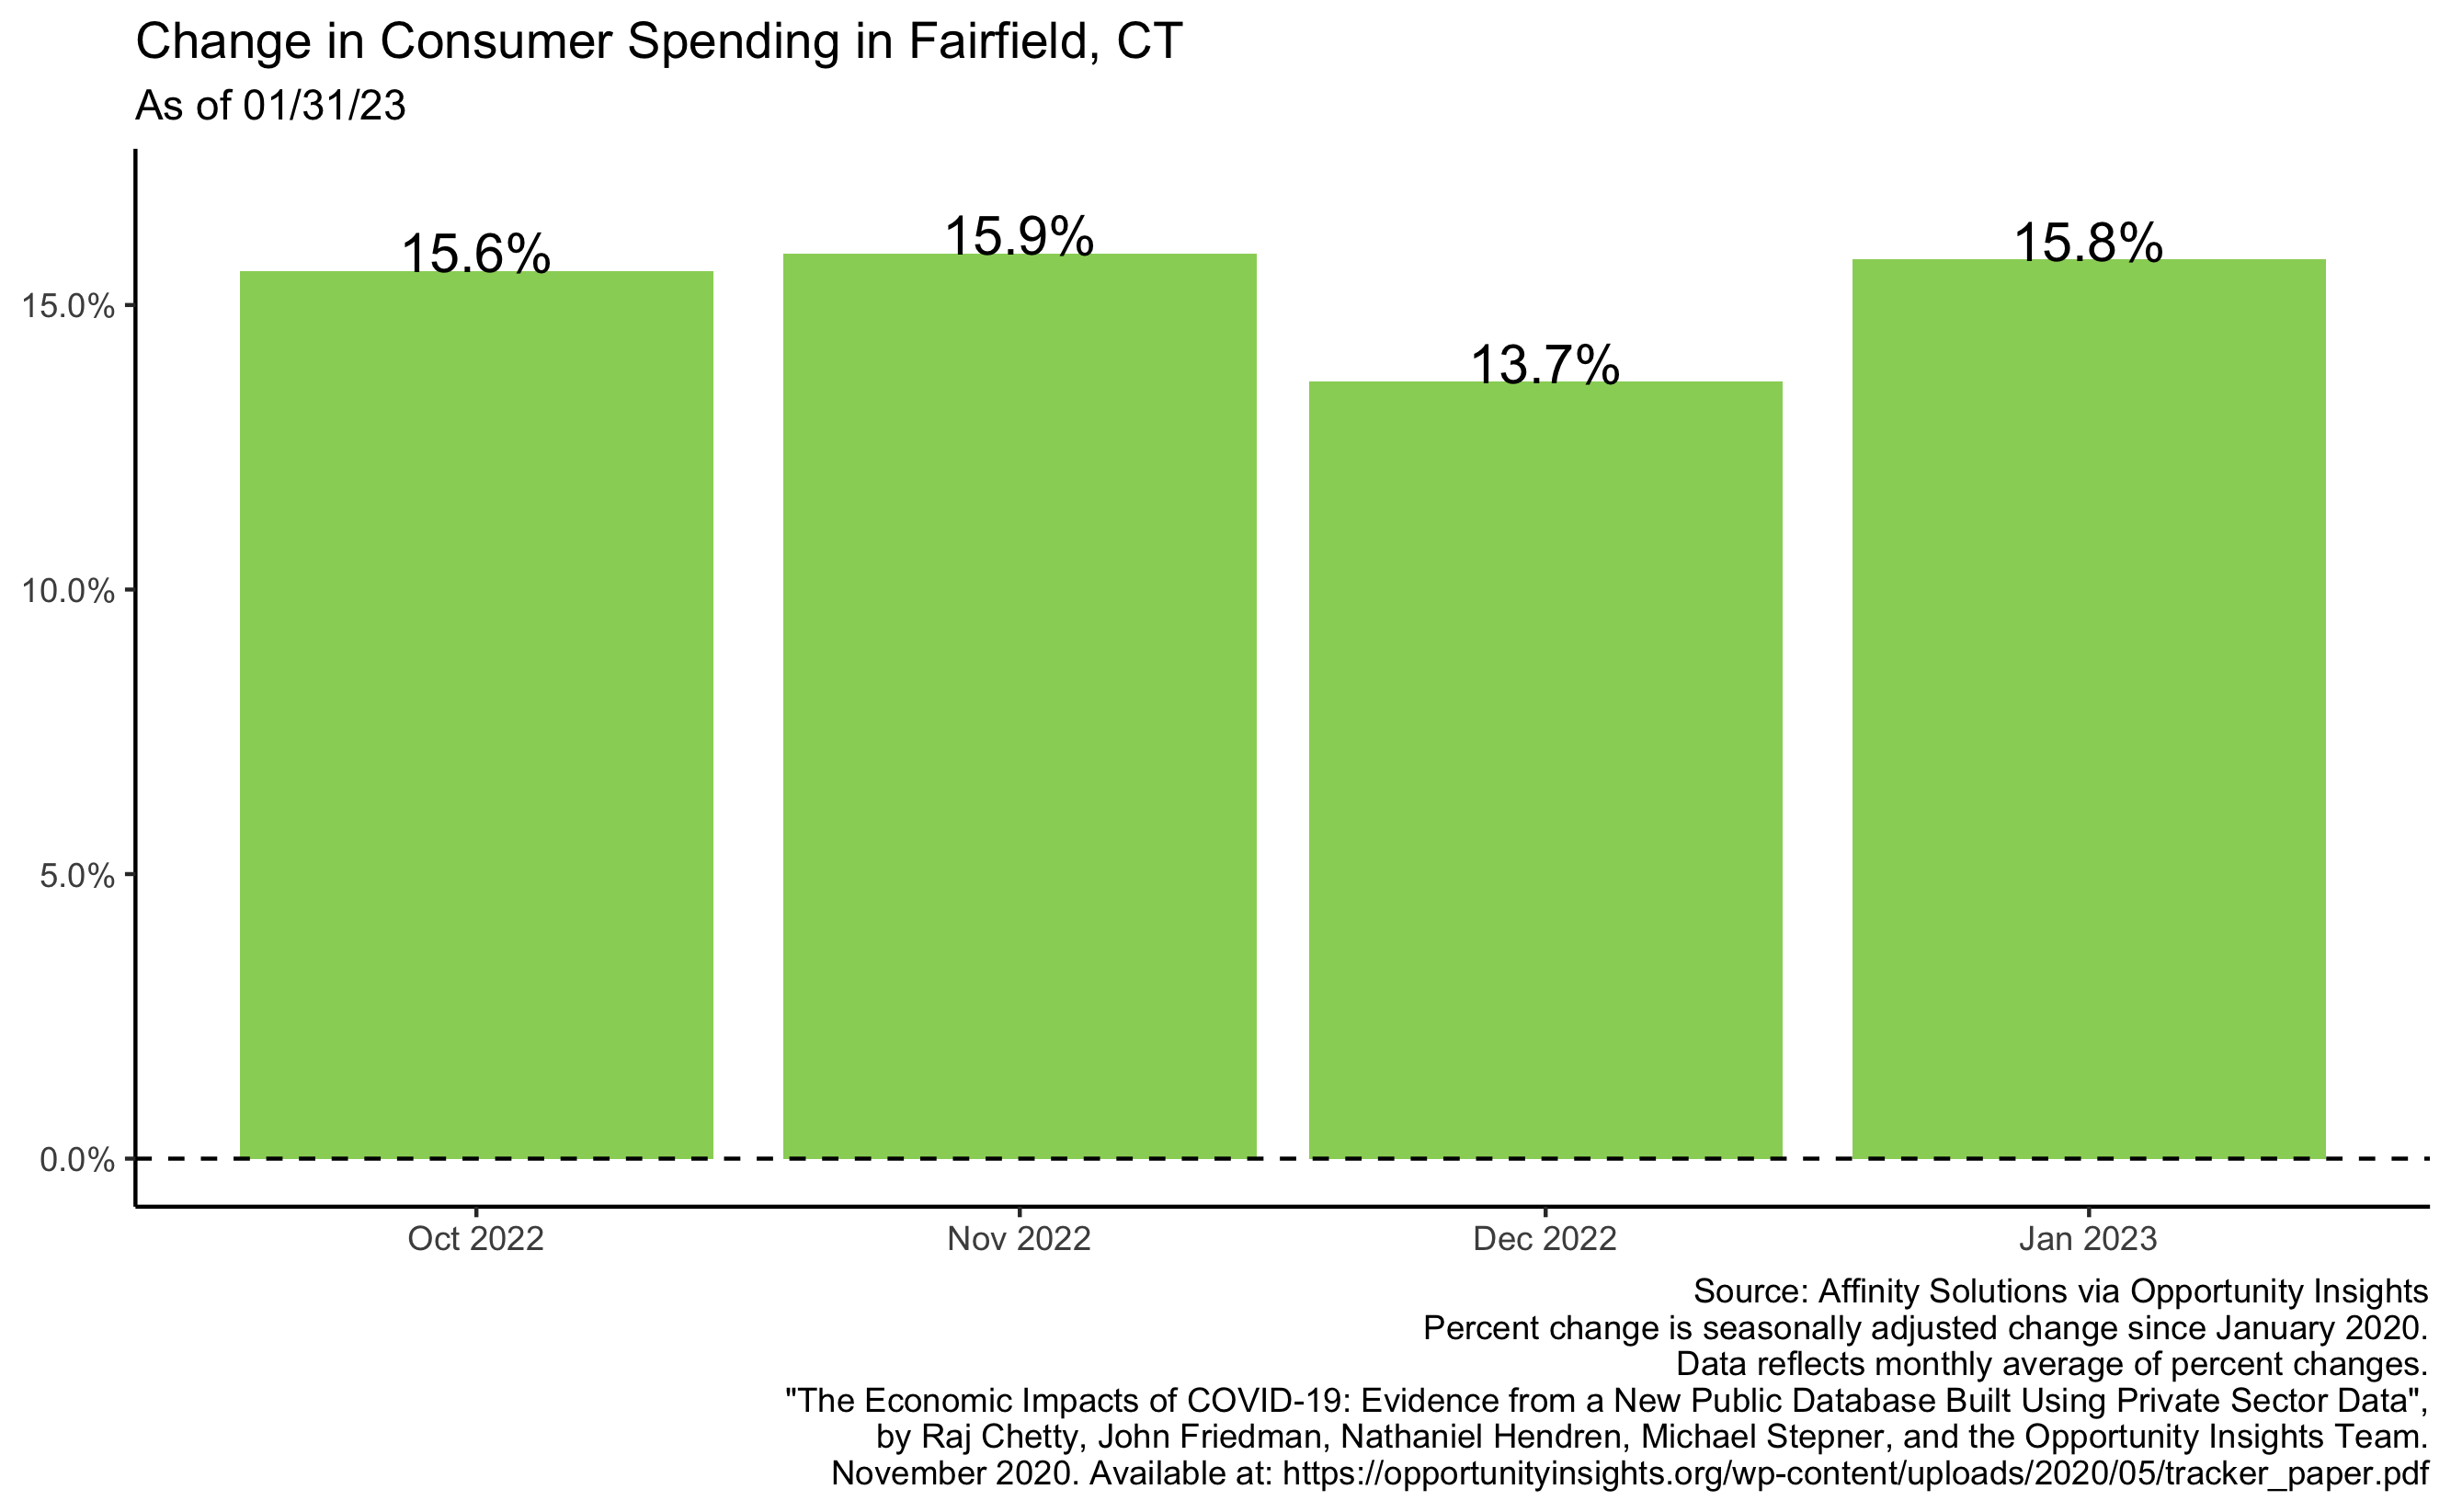 Change in Consumer Spending in Fairfield, CT
As of 01/31/23
15.6%
15.9%
13.7%
15.8%
15.0%
10.0%
5.0%
0.0%
Oct 2022
Nov 2022
Dec 2022
Jan 2023
Source: Affinity Solutions via Opportunity Insights
Percent change is seasonally adjusted change since January 2020.
Data reflects monthly average of percent changes.
"The Economic Impacts of COVID-19: Evidence from a New Public Database Built Using Private Sector Data",
by Raj Chetty, John Friedman, Nathaniel Hendren, Michael Stepner, and the Opportunity Insights Team.
November 2020. Available at: https://opportunityinsights.org/wp-content/uploads/2020/05/tracker_paper.pdf